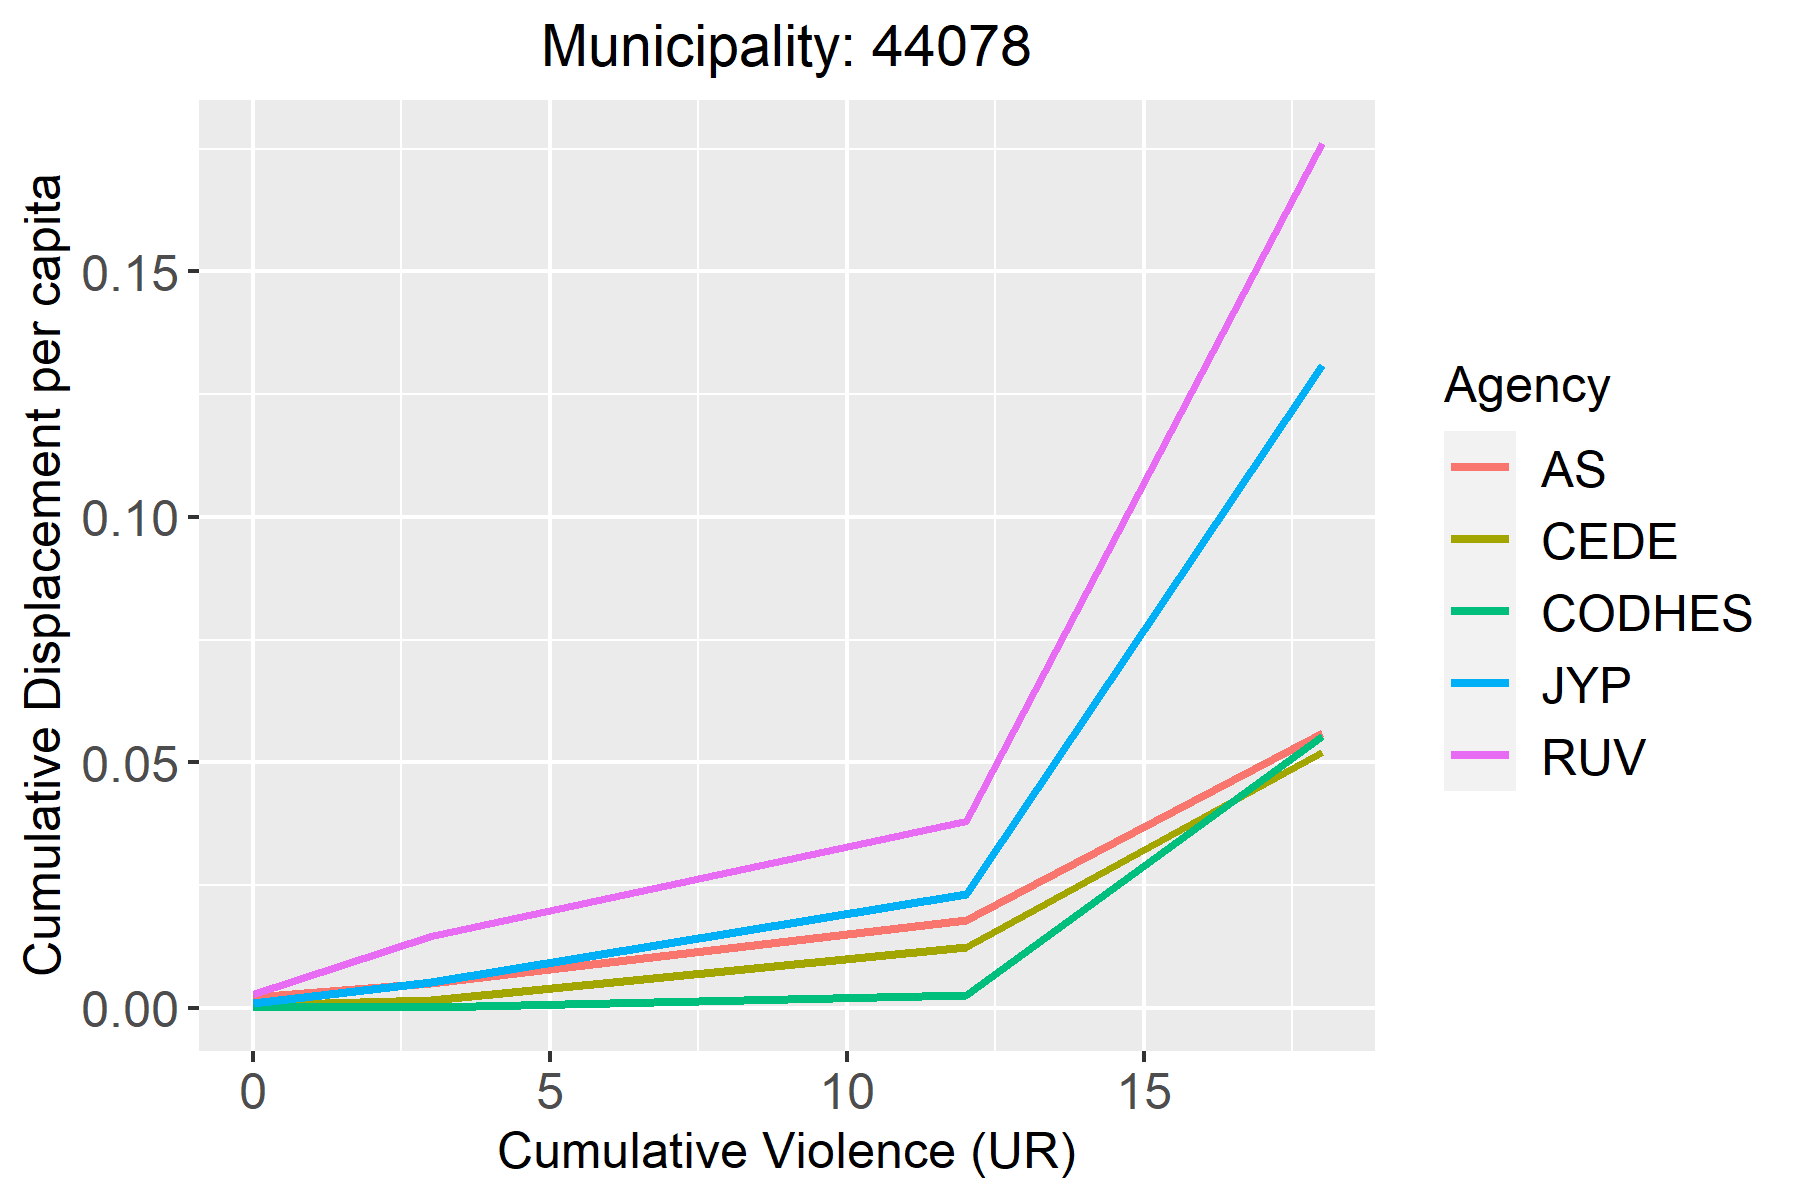 Municipality: 44078
Cumulative Displacement per capita
0.15
0.10
0.05
0.00
0 5 10 15
Cumulative Violence (UR)
Agency
AS
CEDE
CODHES
JYP
RUV